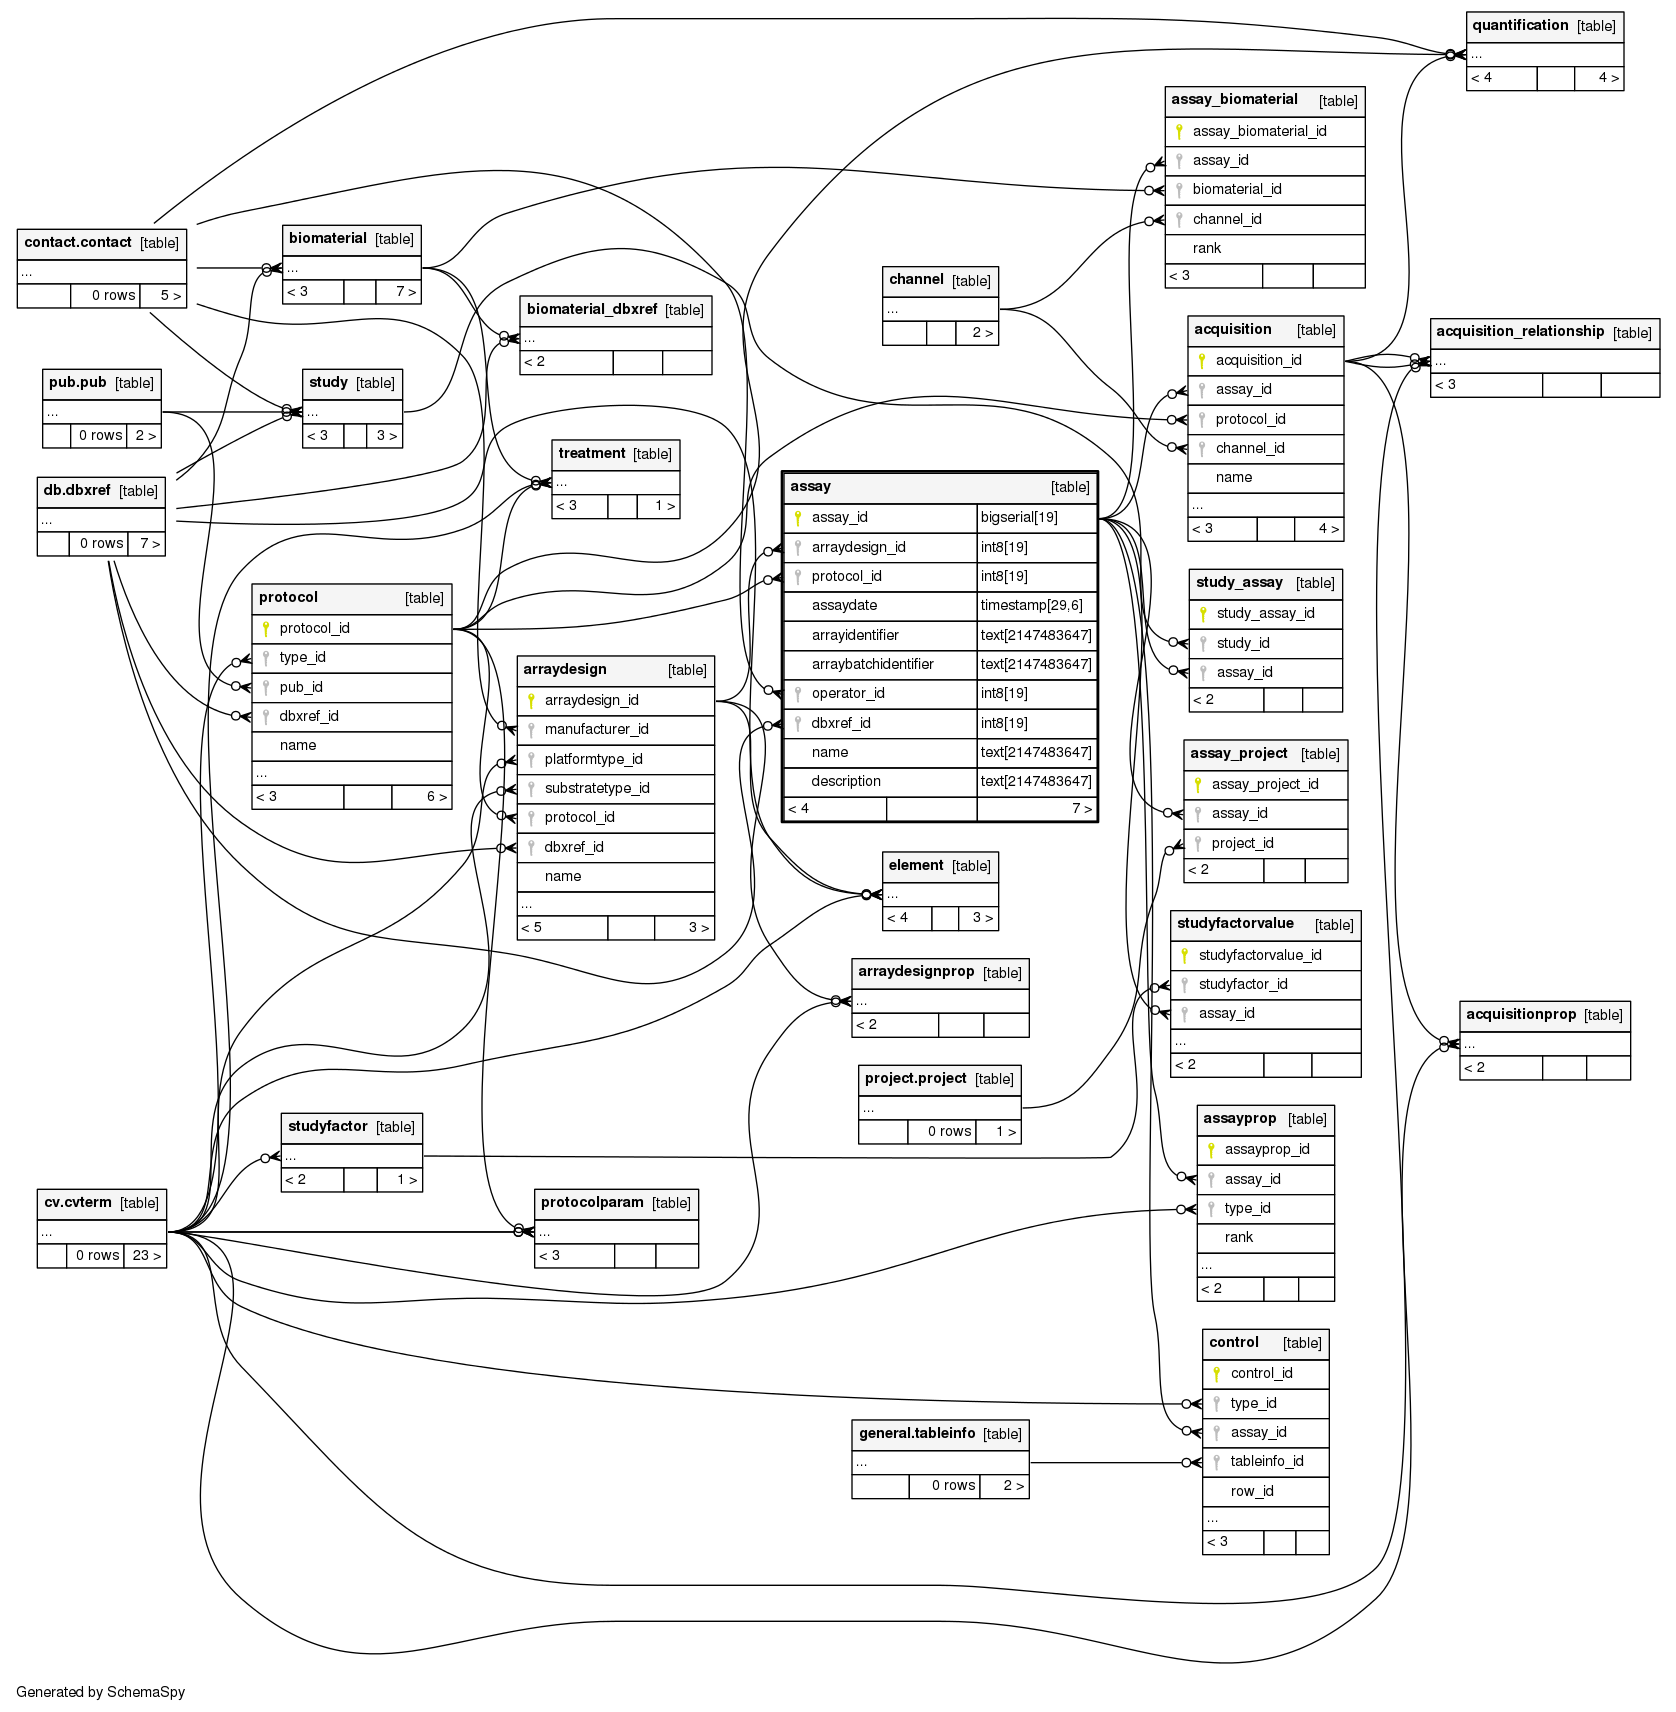 quantification [table]
...
< 4 4 >
assay_biomaterial [table]
assay_biomaterial_id
assay_id
biomaterial_id
channel_id
rank
< 3
contact.contact [table]
...
0 rows 5 >
biomaterial [table]
...
< 3 7 >
channel [table]
...
2 >
biomaterial_dbxref [table]
...
< 2
acquisition [table]
acquisition_id
assay_id
protocol_id
channel_id
name
...
< 3 4 >
acquisition_relationship [table]
...
< 3
pub.pub [table]
...
0 rows 2 >
study [table]
...
< 3 3 >
treatment [table]
...
< 3 1 >
db.dbxref [table]
...
0 rows 7 >
assay [table]
assay_id bigserial[19]
arraydesign_id int8[19]
protocol_id int8[19]
assaydate timestamp[29,6]
arrayidentifier text[2147483647]
arraybatchidentifier text[2147483647]
operator_id int8[19]
dbxref_id int8[19]
name text[2147483647]
description text[2147483647]
< 4 7 >
study_assay [table]
study_assay_id
study_id
assay_id
< 2
protocol [table]
protocol_id
type_id
pub_id
dbxref_id
name
...
< 3 6 >
arraydesign [table]
arraydesign_id
manufacturer_id
platformtype_id
substratetype_id
protocol_id
dbxref_id
name
...
< 5 3 >
assay_project [table]
assay_project_id
assay_id
project_id
< 2
element [table]
...
< 4 3 >
studyfactorvalue [table]
studyfactorvalue_id
studyfactor_id
assay_id
...
< 2
arraydesignprop [table]
...
< 2
acquisitionprop [table]
...
< 2
project.project [table]
...
0 rows 1 >
studyfactor [table]
...
< 2 1 >
assayprop [table]
assayprop_id
assay_id
type_id
rank
...
< 2
cv.cvterm [table]
...
0 rows 23 >
protocolparam [table]
...
< 3
control [table]
control_id
type_id
assay_id
tableinfo_id
row_id
...
< 3
general.tableinfo [table]
...
0 rows 2 >
Generated by SchemaSpy